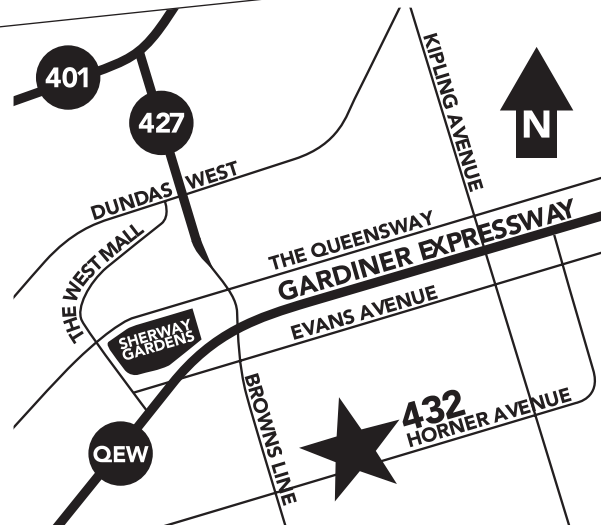 401
427
KIPLING AVENUE
N
DUNDAS WEST
THE WEST MALL
THE QUEENSWAY
GARDINER EXPRESSWAY
SHERWAY
GARDENS
EVANS AVENUE
BROWNS LINE
432
HORNER AVENUE
QEW